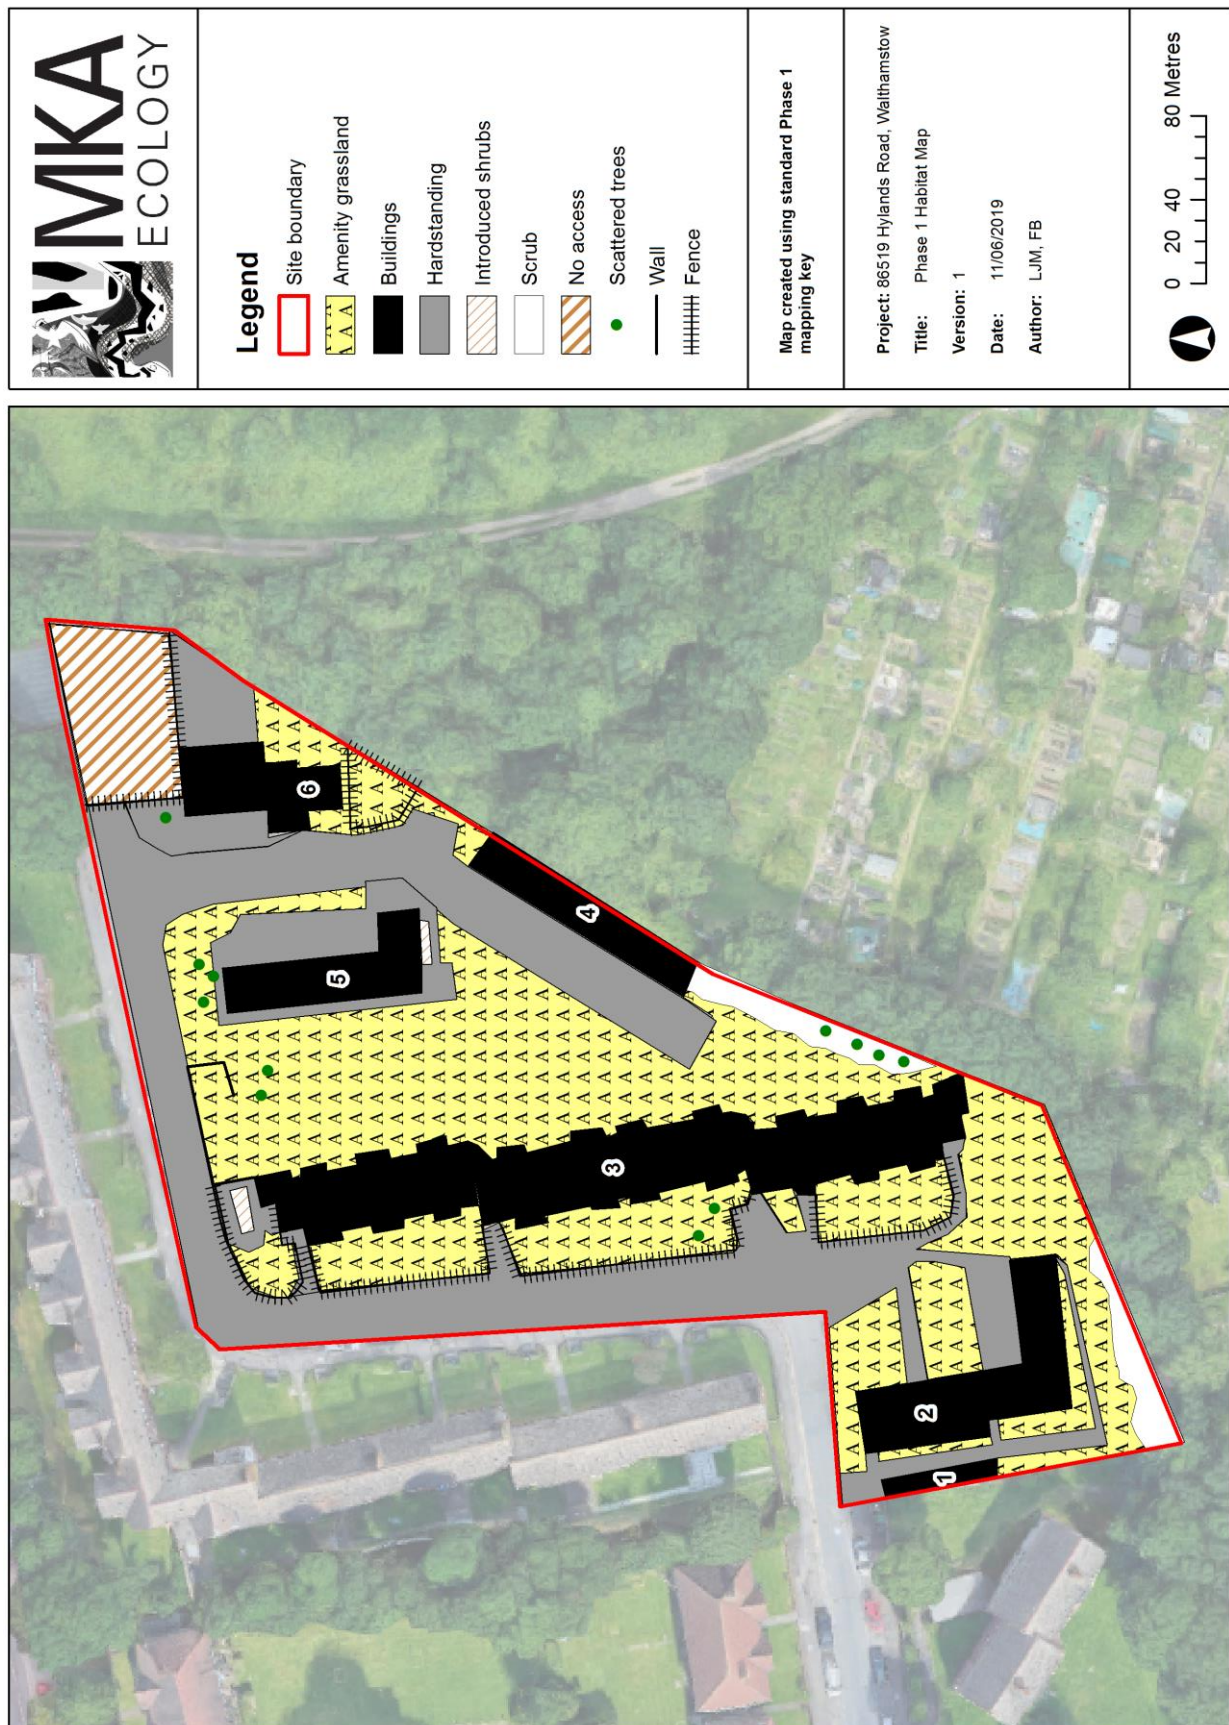 MKA
ECOLOGY
Legend
Site boundary
Amenity grassland
Buildings
Hardstanding
Introduced shrubs
Scrub
No access
Scattered trees
Wall
Fence
Map created using standard Phase 1
mapping key
Project: 86519 Hylands Road, Walthamstow
Title: Phase 1 Habitat Map
Version: 1
Date: 11/06/2019
Author: LJM, FB
0 20 40 80 Metres
1
2
3
4
5
6